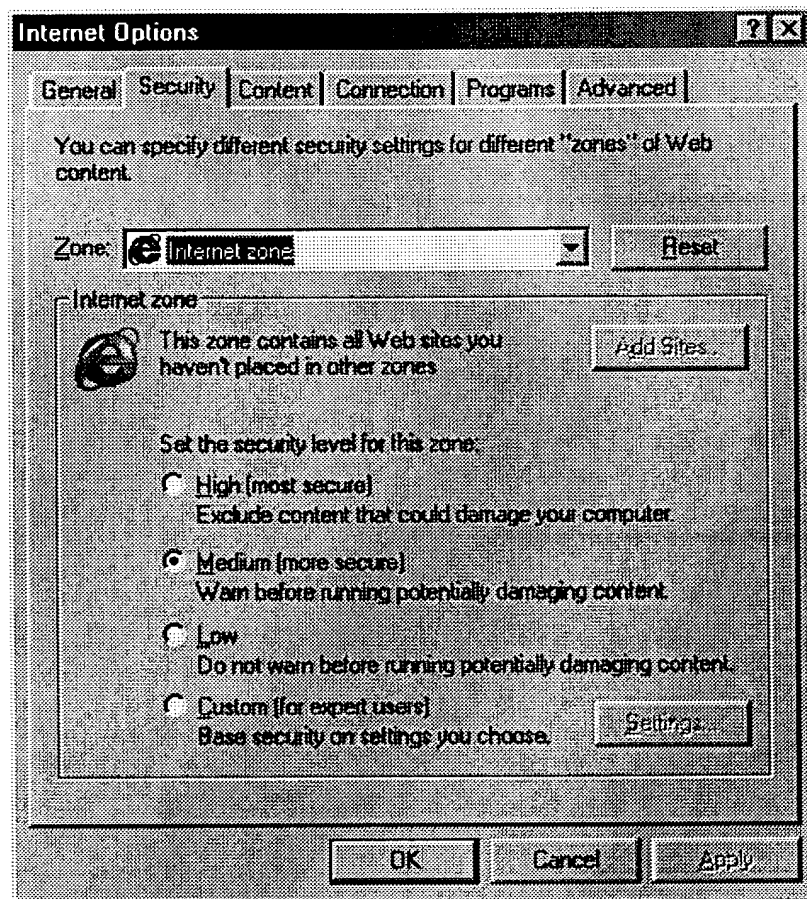 Internet Options
General Security Content Connection Programs Advanced
You can specify different security settings for different "zones" of Web
content.
Zone: Internet zone Reset
Internet zone
This zone contains all Web sites you
haven't placed in other zones
Add Sites...
Set the security level for this zone:
High (most secure)
Exclude content that could damage your computer.
Medium (more secure)
Warn before running potentially damaging content.
Low
Do not warn before running potentially damaging content.
Custom (for expert users)
Base security on settings you choose.
Settings...
OK Cancel Apply